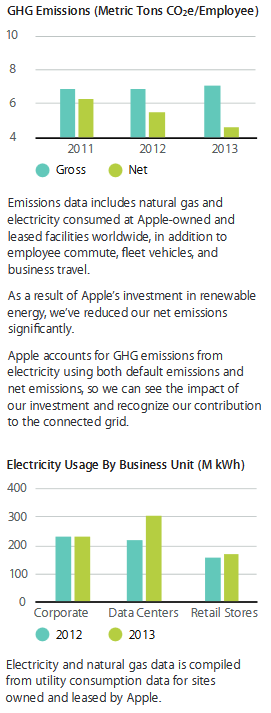 GHG Emissions (Metric Tons CO2e/Employee)
10
8
6
4
2011 2012 2013
Gross Net
Emissions data includes natural gas and
electricity consumed at Apple-owned and
leased facilities worldwide, in addition to
employee commute, fleet vehicles, and
business travel.
As a result of Apple's investment in renewable
energy, we've reduced our net emissions
significantly.
Apple accounts for GHG emissions from
electricity using both default emissions and
net emissions, so we can see the impact of
our investment and recognize our contribution
to the connected grid.
Electricity Usage By Business Unit (M kWh)
400
300
200
100
0
Corporate Data Centers Retail Stores
2012 2013
Electricity and natural gas data is compiled
from utility consumption data for sites
owned and leased by Apple.